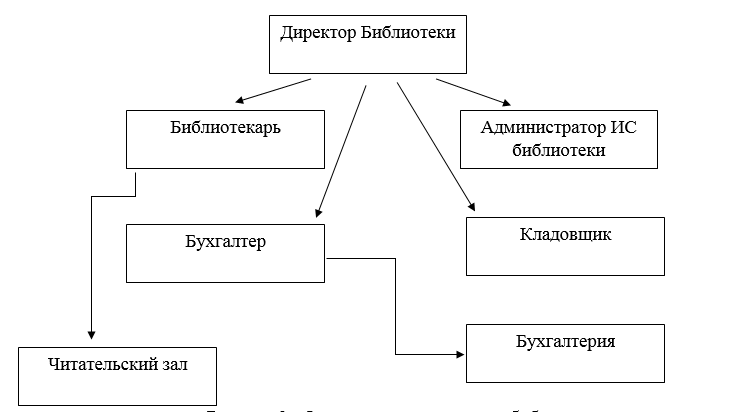 Директор Библиотеки
Библиотекарь
Администратор ИС
библиотеки
Бухгалтер
Кладовщик
Бухгалтерия
Читательский зал